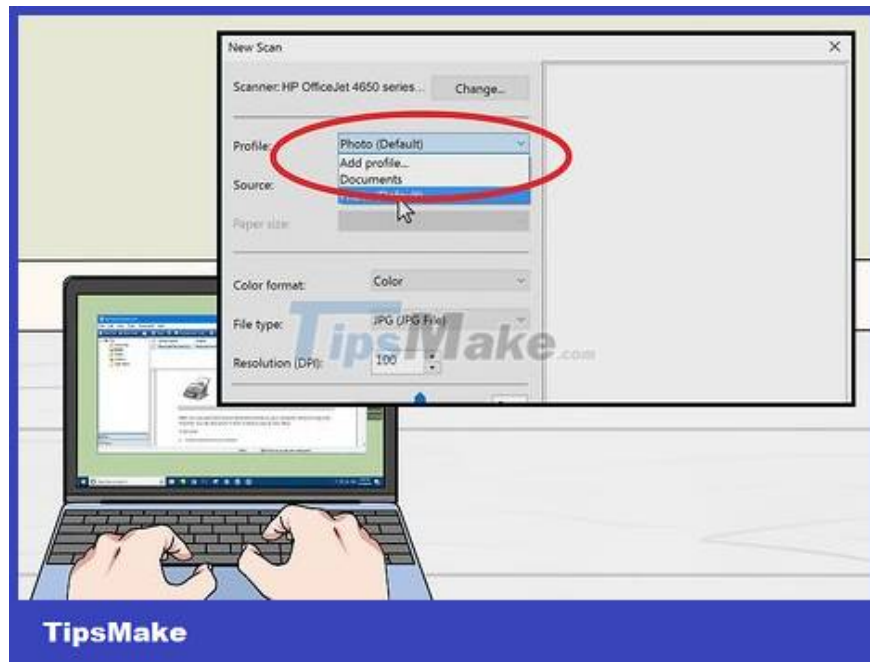 New Scan
Scanner: HP OfficeJet 4650 series... Change...
Profile: Photo (Default)
Add profile...
Documents
Source:
Paper size:
Color format: Color
File type: JPG (JPG File)
Resolution (DPI): 100
TipsMake.com
TipsMake